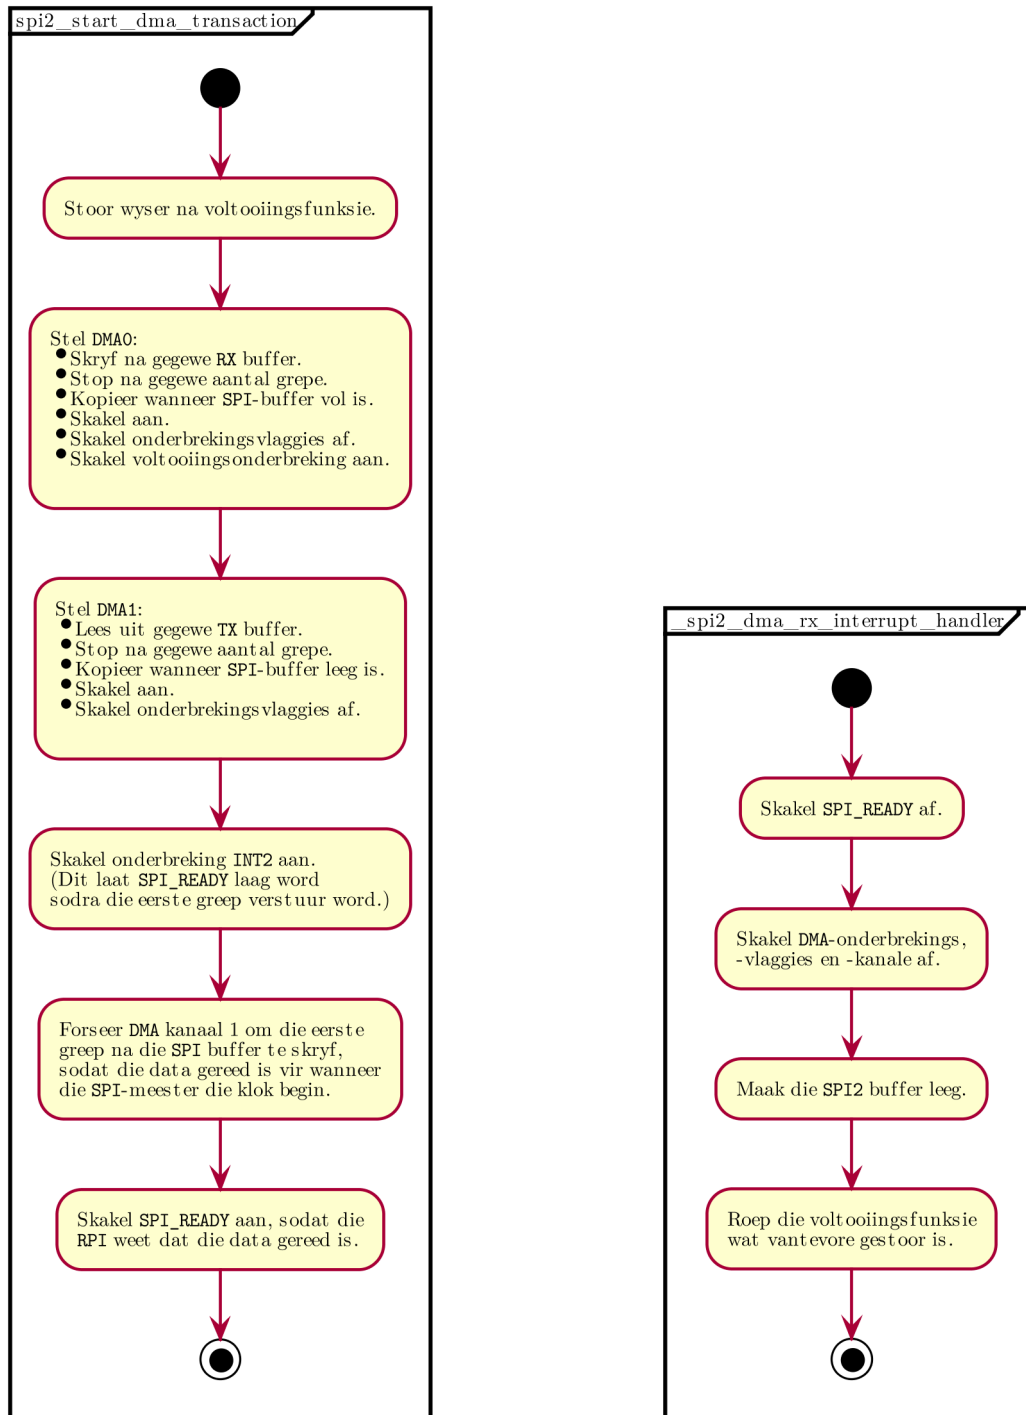 spi2_start_dma_transaction
Stoor wyser na voltooiingsfunksie.
Stel DMA0:
● Skryf na gegewe RX buffer.
● Stop na gegewe aantal grepe.
● Kopieer wanneer SPI-buffer vol is.
● Skakel aan.
● Skakel onderbrekingsvlaggies af.
● Skakel voltooiingsonderbreking aan.
Stel DMA1:
● Lees uit gegewe TX buffer.
● Stop na gegewe aantal grepe.
● Kopieer wanneer SPI-buffer leeg is.
● Skakel aan.
● Skakel onderbrekingsvlaggies af.
Skakel onderbreking INT2 aan.
(Dit laat SPI_READY laag word
sodra die eerste greep verstuur word.)
Forseer DMA kanaal 1 om die eerste
greep na die SPI buffer te skryf,
sodat die data gereed is vir wanneer
die SPI-meester die klok begin.
Skakel SPI_READY aan, sodat die
RPI weet dat die data gereed is.
_spi2_dma_rx_interrupt_handler
Skakel SPI_READY af.
Skakel DMA-onderbrekings,
-vlaggies en -kanale af.
Maak die SPI2 buffer leeg.
Roep die voltooiingsfunksie
wat vantevore gestoor is.